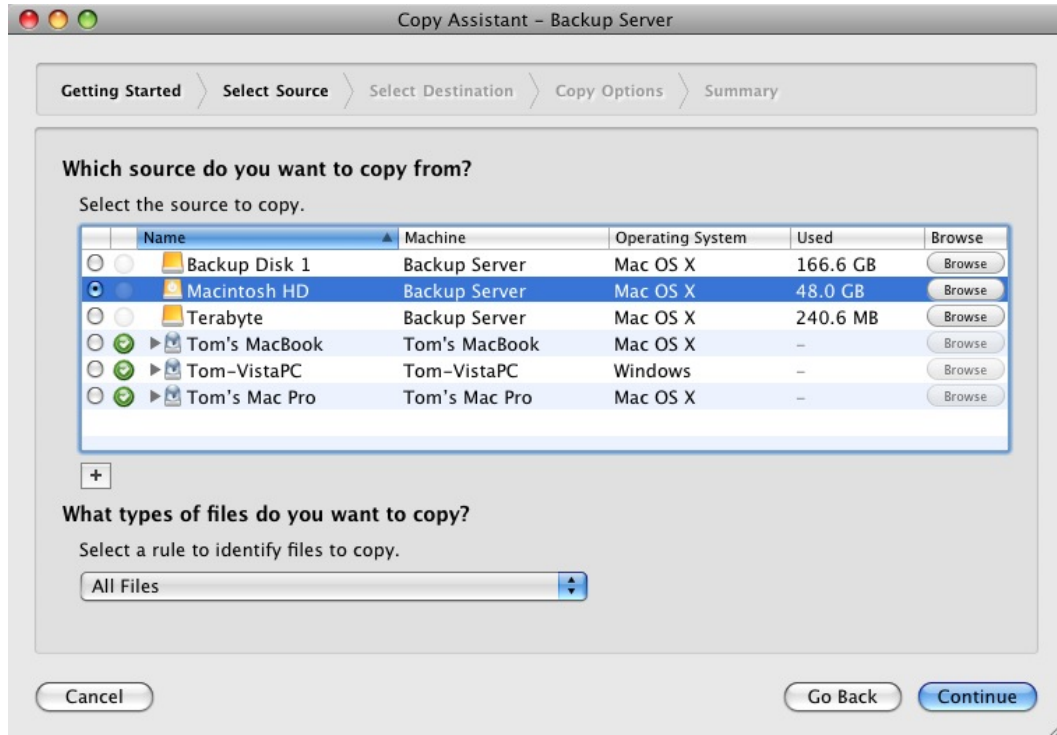 Copy Assistant – Backup Server
Getting Started Select Source Select Destination Copy Options Summary
Which source do you want to copy from?
Select the source to copy.
Name Machine Operating System Used Browse
Backup Disk 1 Backup Server Mac OS X 166.6 GB Browse
Macintosh HD Backup Server Mac OS X 48.0 GB Browse
Terabyte Backup Server Mac OS X 240.6 MB Browse
Tom's MacBook Tom's MacBook Mac OS X – Browse
Tom-VistaPC Tom-VistaPC Windows – Browse
Tom's Mac Pro Tom's Mac Pro Mac OS X – Browse
+
What types of files do you want to copy?
Select a rule to identify files to copy.
All Files
Cancel Go Back Continue